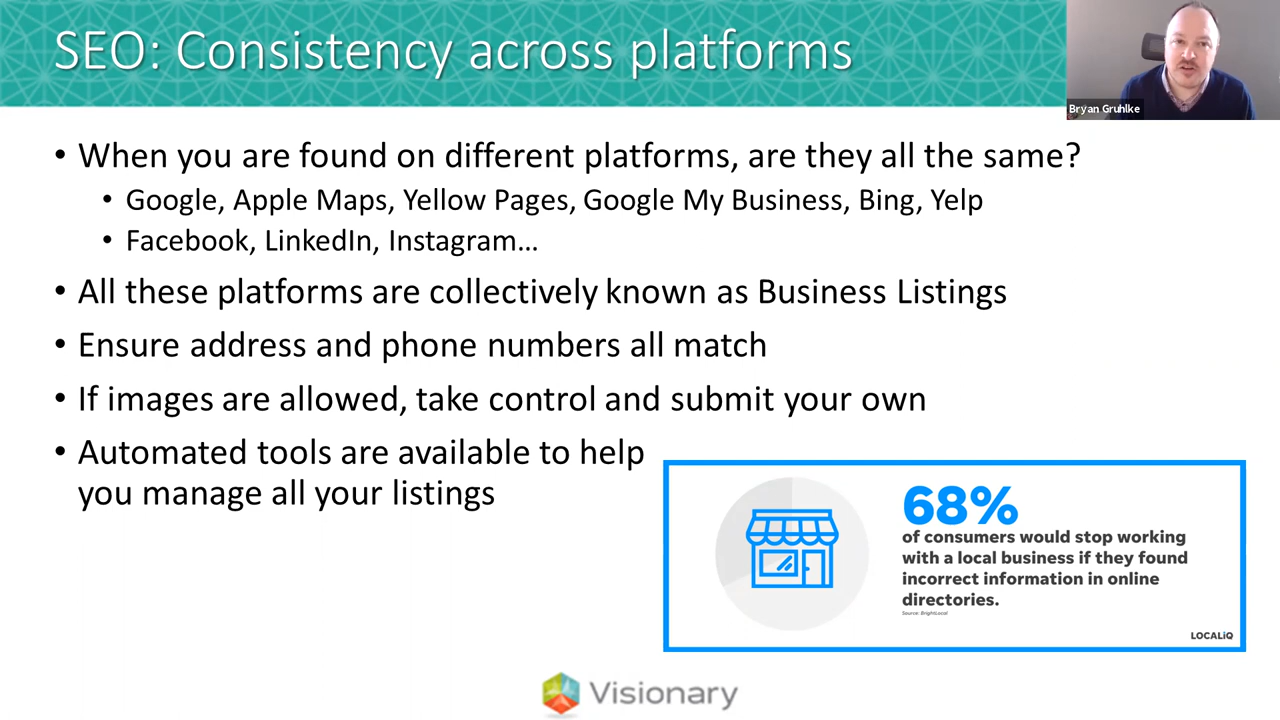 SEO: Consistency across platforms
Bryan Gruhlke
• When you are found on different platforms, are they all the same?
• Google, Apple Maps, Yellow Pages, Google My Business, Bing, Yelp
• Facebook, LinkedIn, Instagram…
• All these platforms are collectively known as Business Listings
• Ensure address and phone numbers all match
• If images are allowed, take control and submit your own
• Automated tools are available to help
you manage all your listings
68%
of consumers would stop working
with a local business if they found
incorrect information in online
directories.
Source: BrightLocal
LOCALiQ
Visionary